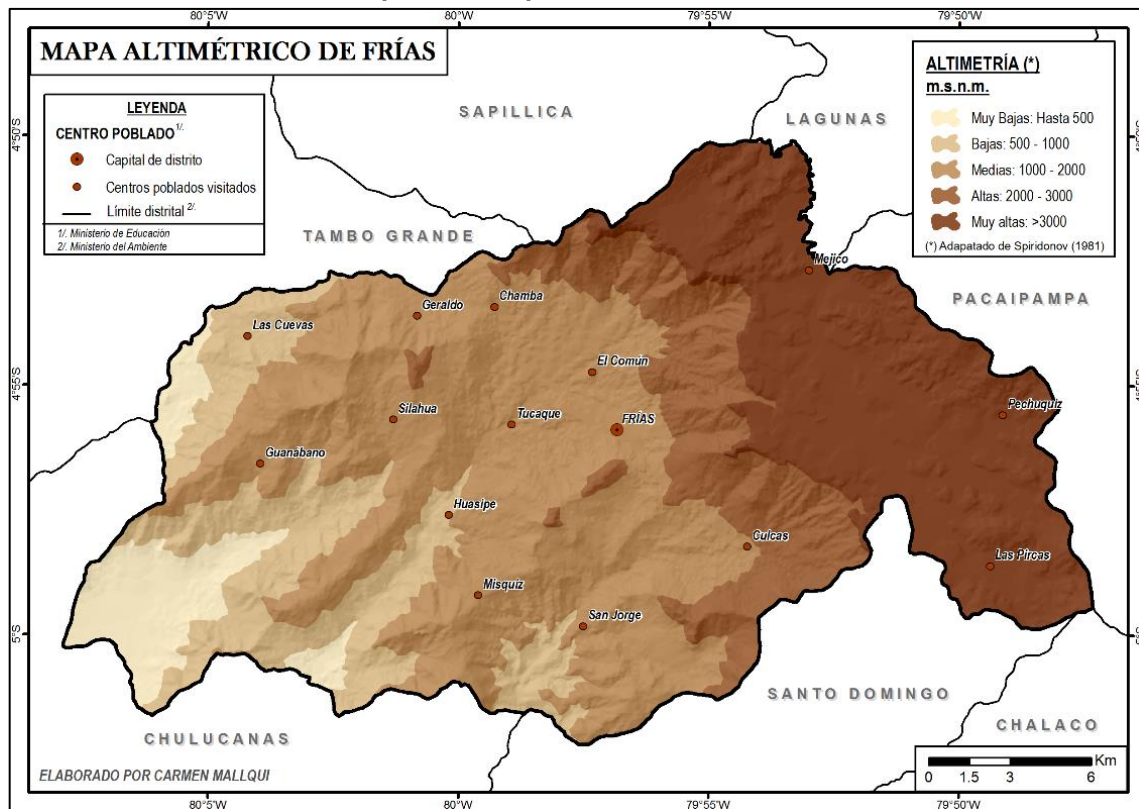 80°5'W
80°W
79°55'W
79°50'W
MAPA ALTIMÉTRICO DE FRÍAS
LEYENDA
CENTRO POBLADO 1/.
Capital de distrito
Centros poblados visitados
Límite distrital 2/.
1/. Ministerio de Educación
2/. Ministerio del Ambiente
ALTIMETRÍA (*)
m.s.n.m.
Muy Bajas: Hasta 500
Bajas: 500 - 1000
Medias: 1000 - 2000
Altas: 2000 - 3000
Muy altas: >3000
(*) Adapatado de Spiridonov (1981)
SAPILLICA
LAGUNAS
4°50'S
TAMBO GRANDE
Mejico
PACAIPAMPA
Chamba
Geraldo
Las Cuevas
El Común
4°55'S
Pechuquiz
Silahua
Tucaque
FRÍAS
Guanábano
Huasipe
Culcas
Las Pircas
Misquiz
San Jorge
5°S
SANTO DOMINGO
CHALACO
CHULUCANAS
Km
0 1.5 3 6
ELABORADO POR CARMEN MALLQUI
80°5'W
80°W
79°55'W
79°50'W